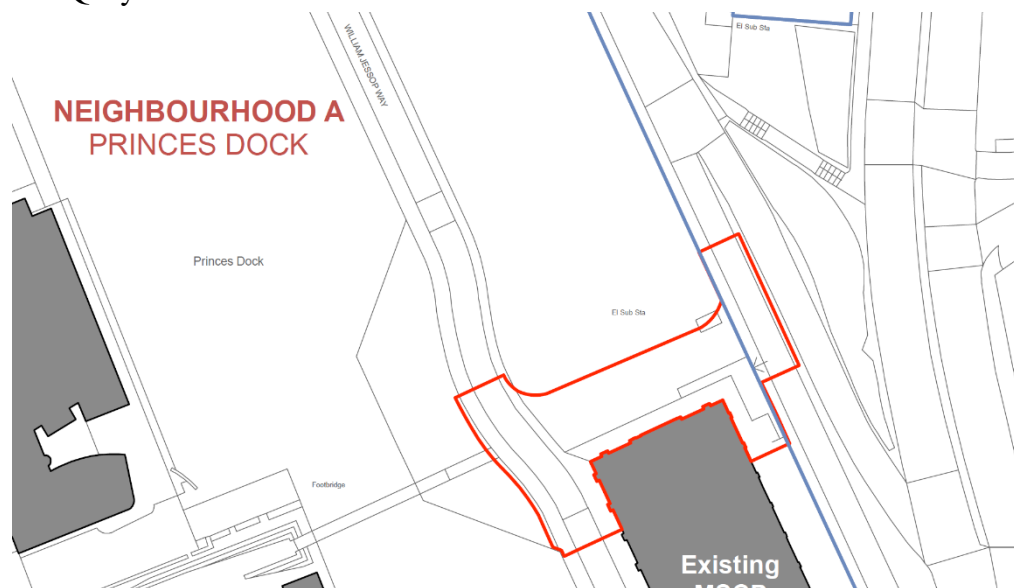 WILLIAM JESSOP WAY
El Sub Sta
NEIGHBOURHOOD A
PRINCES DOCK
Princes Dock
El Sub Sta
Footbridge
Existing